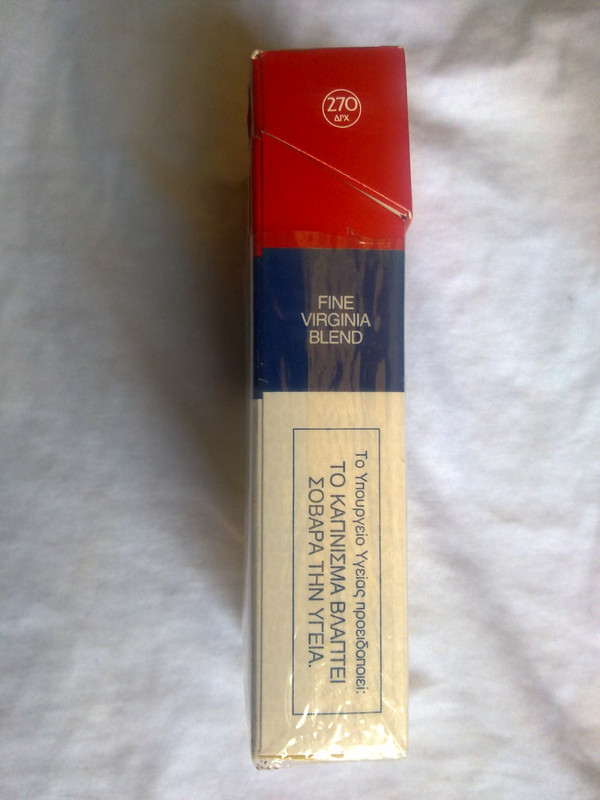 270
ΔΡΧ.
FINE
VIRGINIA
BLEND
Το Υπουργείο Υγείας προειδοποιεί:
ΤΟ ΚΑΠΝΙΣΜΑ ΒΛΑΠΤΕΙ
ΣΟΒΑΡΑ ΤΗΝ ΥΓΕΙΑ.